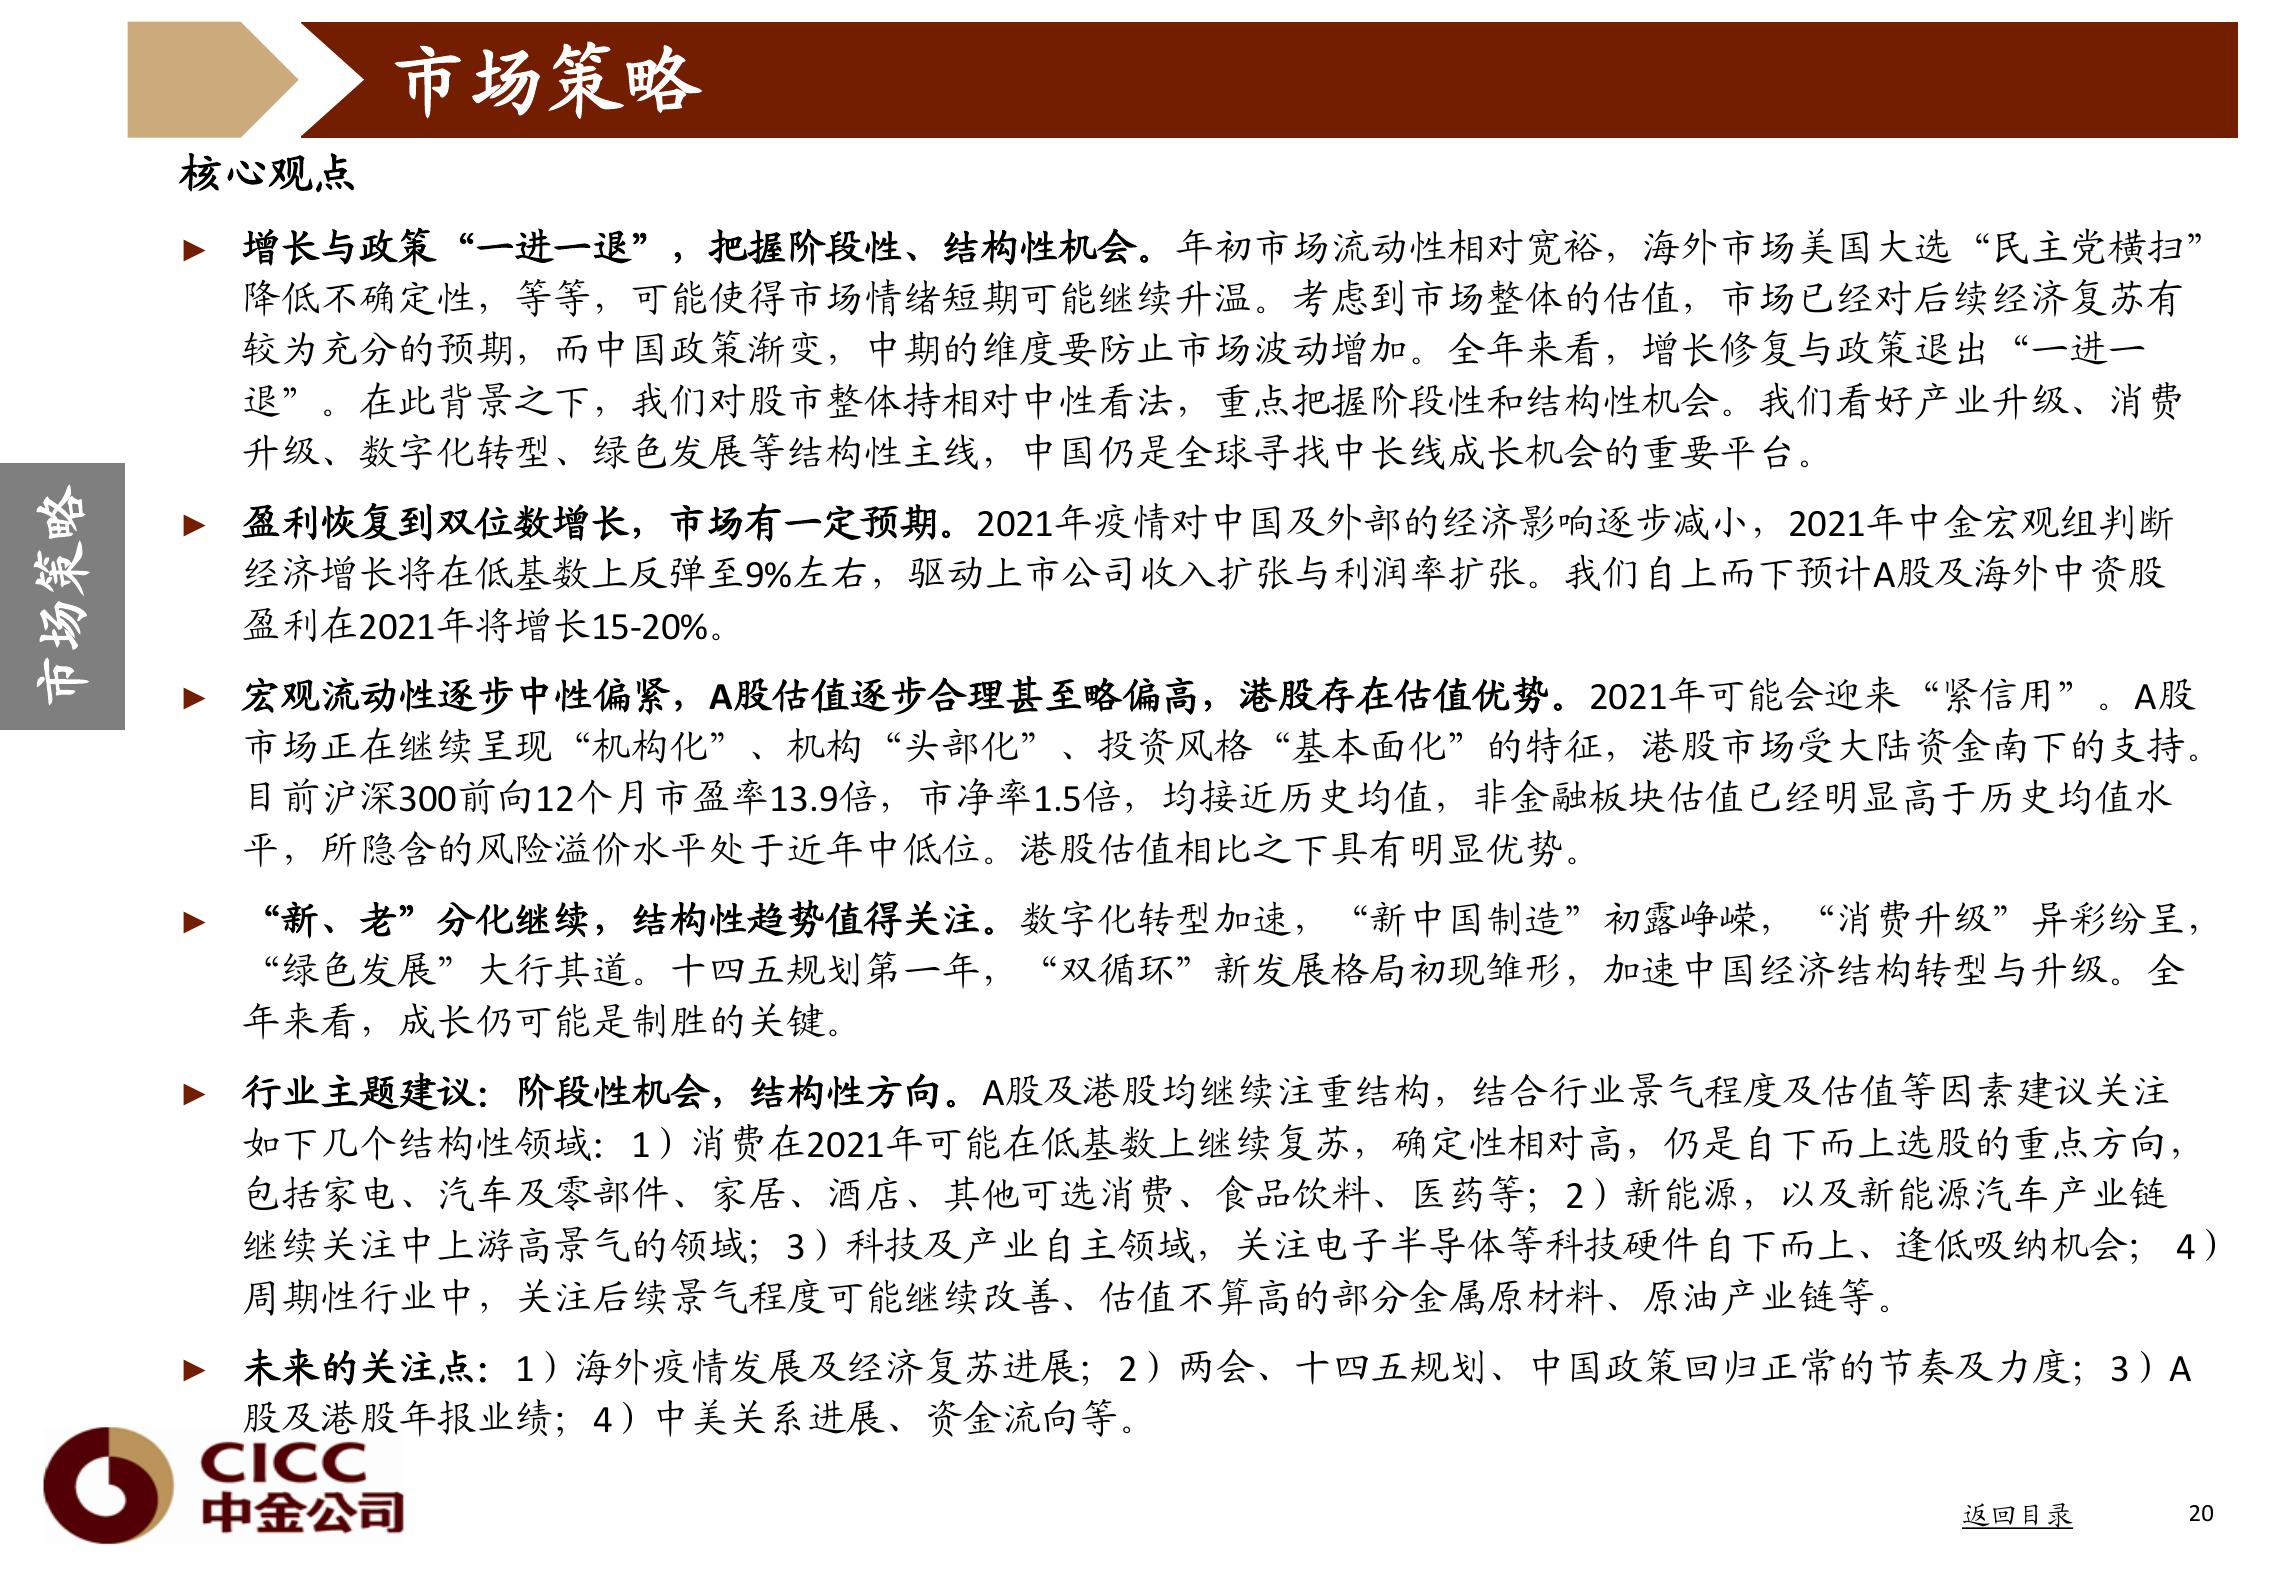 市场策略
核心观点
► 增长与政策“一进一退”，把握阶段性、结构性机会。年初市场流动性相对宽裕，海外市场美国大选“民主党横扫”
降低不确定性，等等，可能使得市场情绪短期可能继续升温。考虑到市场整体的估值，市场已经对后续经济复苏有
较为充分的预期，而中国政策渐变，中期的维度要防止市场波动增加。全年来看，增长修复与政策退出“一进一
退”。在此背景之下，我们对股市整体持相对中性看法，重点把握阶段性和结构性机会。我们看好产业升级、消费
升级、数字化转型、绿色发展等结构性主线，中国仍是全球寻找中长线成长机会的重要平台。
► 盈利恢复到双位数增长，市场有一定预期。2021年疫情对中国及外部的经济影响逐步减小，2021年中金宏观组判断
经济增长将在低基数上反弹至9%左右，驱动上市公司收入扩张与利润率扩张。我们自上而下预计A股及海外中资股
盈利在2021年将增长15-20%。
► 宏观流动性逐步中性偏紧，A股估值逐步合理甚至略偏高，港股存在估值优势。2021年可能会迎来“紧信用”。A股
市场正在继续呈现“机构化”、机构“头部化”、投资风格“基本面化”的特征，港股市场受大陆资金南下的支持。
目前沪深300前向12个月市盈率13.9倍，市净率1.5倍，均接近历史均值，非金融板块估值已经明显高于历史均值水
平，所隐含的风险溢价水平处于近年中低位。港股估值相比之下具有明显优势。
► “新、老”分化继续，结构性趋势值得关注。数字化转型加速，“新中国制造”初露峥嵘，“消费升级”异彩纷呈，
“绿色发展”大行其道。十四五规划第一年，“双循环”新发展格局初现雏形，加速中国经济结构转型与升级。全
年来看，成长仍可能是制胜的关键。
► 行业主题建议：阶段性机会，结构性方向。A股及港股均继续注重结构，结合行业景气程度及估值等因素建议关注
如下几个结构性领域：1）消费在2021年可能在低基数上继续复苏，确定性相对高，仍是自下而上选股的重点方向，
包括家电、汽车及零部件、家居、酒店、其他可选消费、食品饮料、医药等；2）新能源，以及新能源汽车产业链
继续关注中上游高景气的领域；3）科技及产业自主领域，关注电子半导体等科技硬件自下而上、逢低吸纳机会； 4）
周期性行业中，关注后续景气程度可能继续改善、估值不算高的部分金属原材料、原油产业链等。
► 未来的关注点：1）海外疫情发展及经济复苏进展；2）两会、十四五规划、中国政策回归正常的节奏及力度；3）A
股及港股年报业绩；4）中美关系进展、资金流向等。
市场策略
CICC
中金公司
返回目录
20